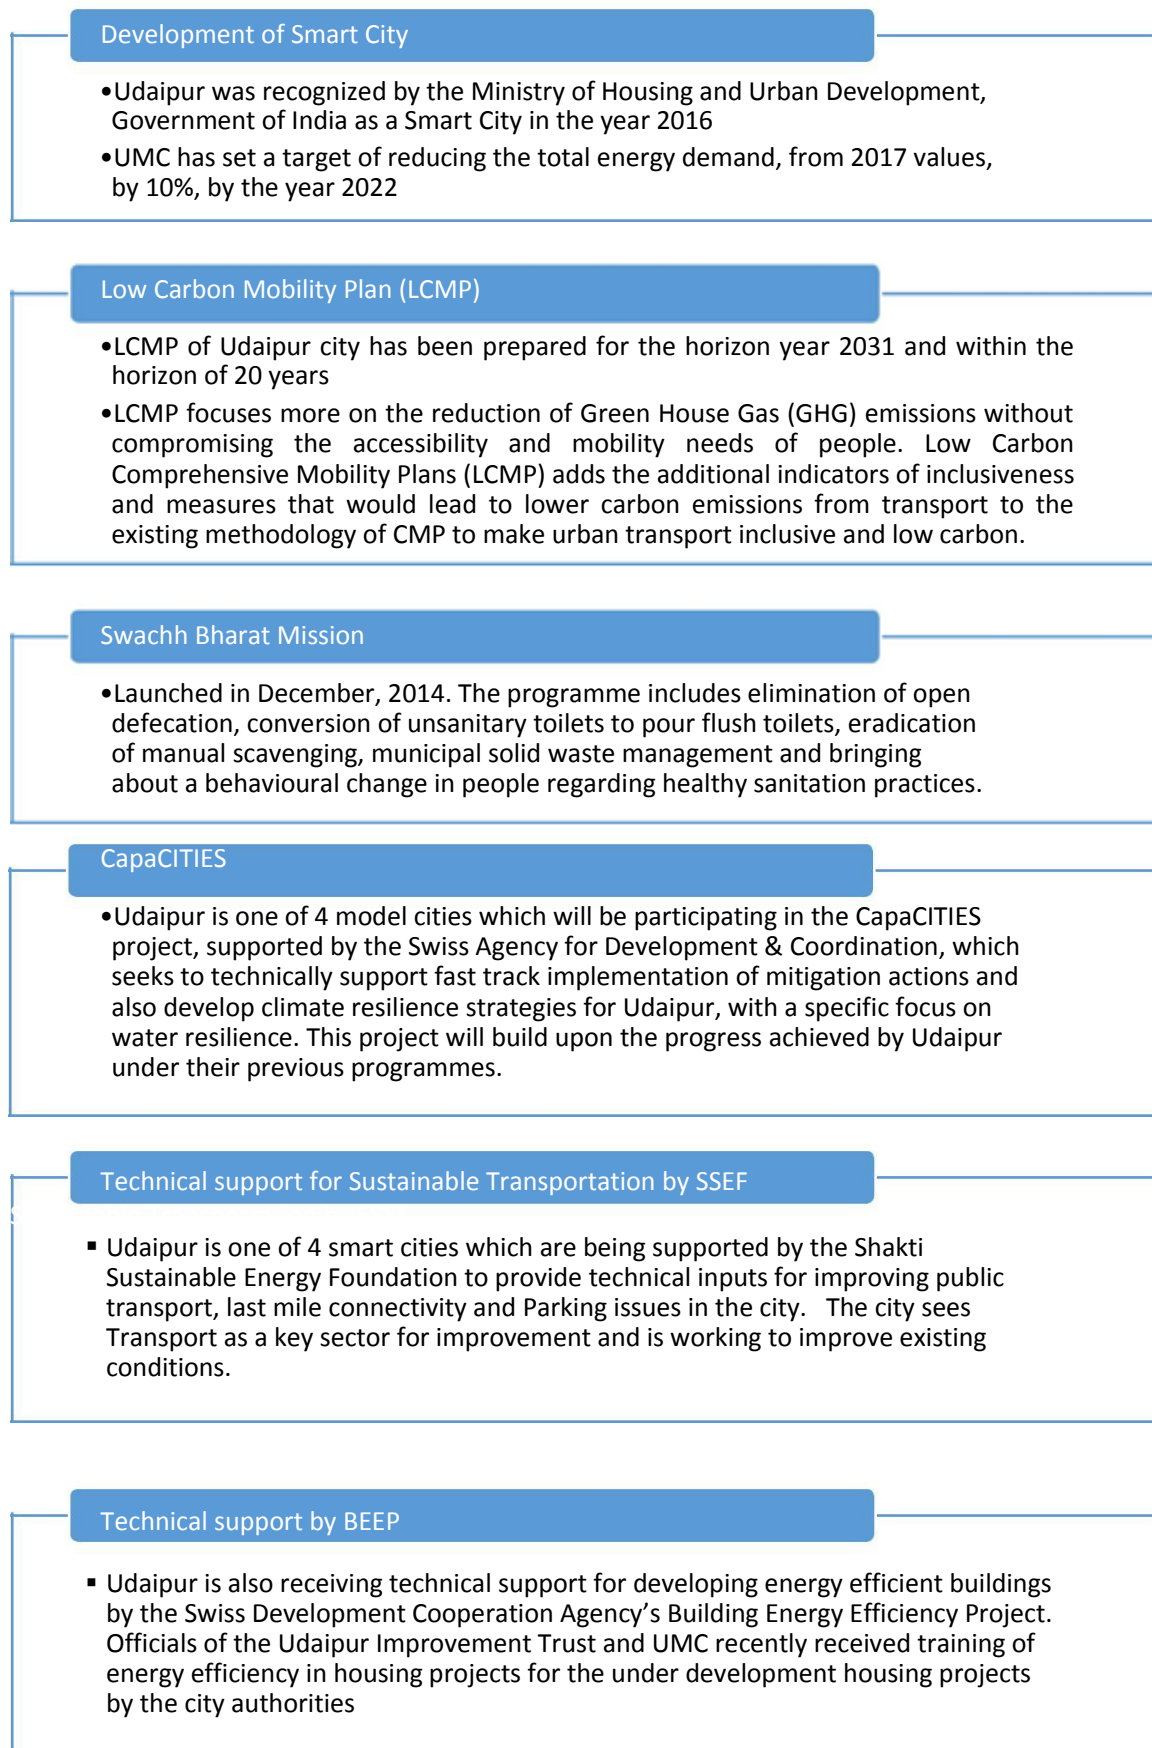 Development of Smart City
•Udaipur was recognized by the Ministry of Housing and Urban Development,
Government of India as a Smart City in the year 2016
•UMC has set a target of reducing the total energy demand, from 2017 values,
by 10%, by the year 2022
Low Carbon Mobility Plan (LCMP)
•LCMP of Udaipur city has been prepared for the horizon year 2031 and within the
horizon of 20 years
•LCMP focuses more on the reduction of Green House Gas (GHG) emissions without
compromising the accessibility and mobility needs of people. Low Carbon
Comprehensive Mobility Plans (LCMP) adds the additional indicators of inclusiveness
and measures that would lead to lower carbon emissions from transport to the
existing methodology of CMP to make urban transport inclusive and low carbon.
Swachh Bharat Mission
•Launched in December, 2014. The programme includes elimination of open
defecation, conversion of unsanitary toilets to pour flush toilets, eradication
of manual scavenging, municipal solid waste management and bringing
about a behavioural change in people regarding healthy sanitation practices.
CapaCITIES
•Udaipur is one of 4 model cities which will be participating in the CapaCITIES
project, supported by the Swiss Agency for Development & Coordination, which
seeks to technically support fast track implementation of mitigation actions and
also develop climate resilience strategies for Udaipur, with a specific focus on
water resilience. This project will build upon the progress achieved by Udaipur
under their previous programmes.
Technical support for Sustainable Transportation by SSEF
▪ Udaipur is one of 4 smart cities which are being supported by the Shakti
Sustainable Energy Foundation to provide technical inputs for improving public
transport, last mile connectivity and Parking issues in the city. The city sees
Transport as a key sector for improvement and is working to improve existing
conditions.
Technical support by BEEP
▪ Udaipur is also receiving technical support for developing energy efficient buildings
by the Swiss Development Cooperation Agency's Building Energy Efficiency Project.
Officials of the Udaipur Improvement Trust and UMC recently received training of
energy efficiency in housing projects for the under development housing projects
by the city authorities